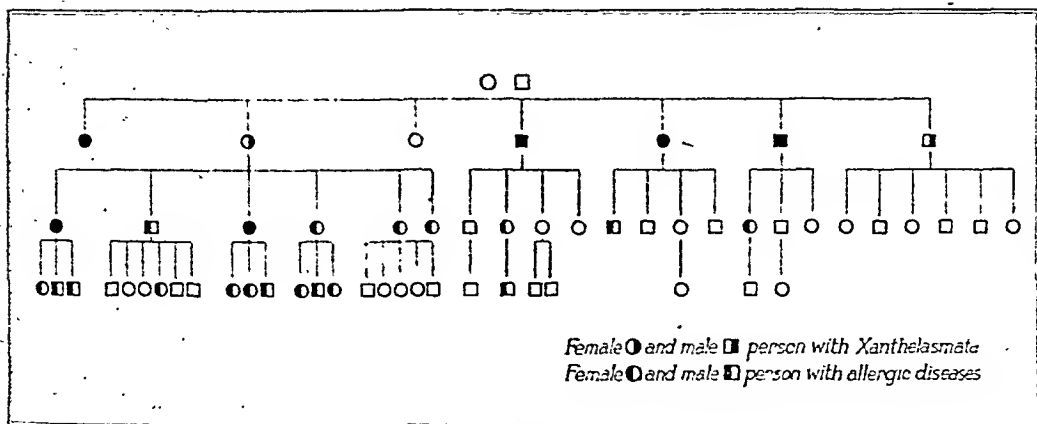 Female and male person with Xanthelasmata
Female and male person with allergic diseases